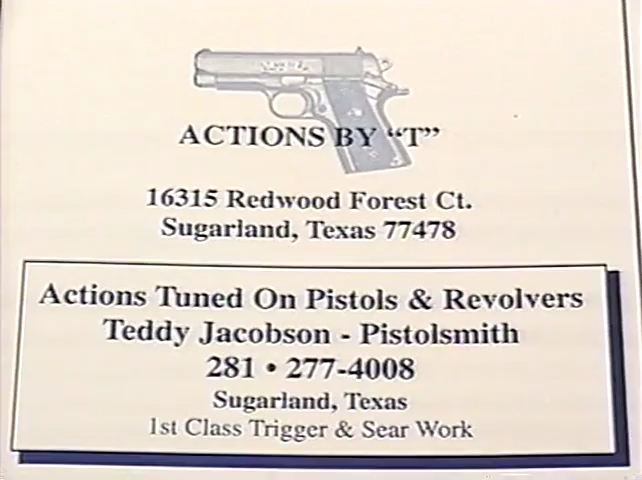 ACTIONS BY “T”
16315 Redwood Forest Ct.
Sugarland, Texas 77478
Actions Tuned On Pistols & Revolvers
Teddy Jacobson - Pistolsmith
281 • 277-4008
Sugarland, Texas
1st Class Trigger & Sear Work